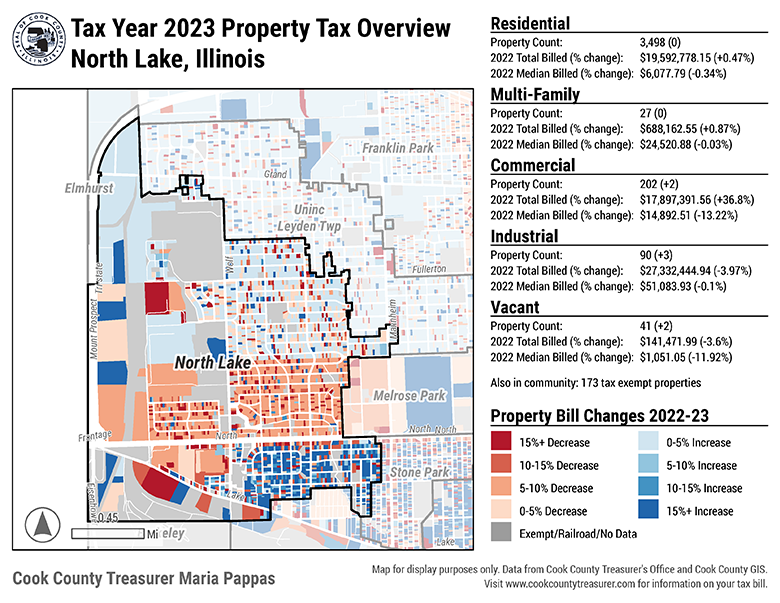 Tax Year 2023 Property Tax Overview
North Lake, Illinois
Residential
Property Count: 3,498 (0)
2022 Total Billed (% change): $19,592,778.15 (+0.47%)
2022 Median Billed (% change): $6,077.79 (-0.34%)
Multi-Family
Property Count: 27 (0)
2022 Total Billed (% change): $688,162.55 (+0.87%)
2022 Median Billed (% change): $24,520.88 (-0.03%)
Commercial
Property Count: 202 (+2)
2022 Total Billed (% change): $17,897,391.56 (+36.8%)
2022 Median Billed (% change): $14,892.51 (-13.22%)
Industrial
Property Count: 90 (+3)
2022 Total Billed (% change): $27,332,444.94 (-3.97%)
2022 Median Billed (% change): $51,083.93 (-0.1%)
Vacant
Property Count: 41 (+2)
2022 Total Billed (% change): $141,471.99 (-3.6%)
2022 Median Billed (% change): $1,051.05 (-11.92%)
Also in community: 173 tax exempt properties
Property Bill Changes 2022-23
15%+ Decrease
10-15% Decrease
5-10% Decrease
0-5% Decrease
Exempt/Railroad/No Data
0-5% Increase
5-10% Increase
10-15% Increase
15%+ Increase
Franklin Park
Grand
Elmhurst
Uninc
Leyden Twp
Wolf
Fullerton
Tri State
Mount Prospect
Mannheim
North Lake
Melrose Park
North North
Frontage
North
Stone Park
Lake
Eisenhower
0.45
Mi
eley
Lake
Cook County Treasurer Maria Pappas
Map for display purposes only. Data from Cook County Treasurer's Office and Cook County GIS.
Visit www.cookcountytreasurer.com for information on your tax bill.